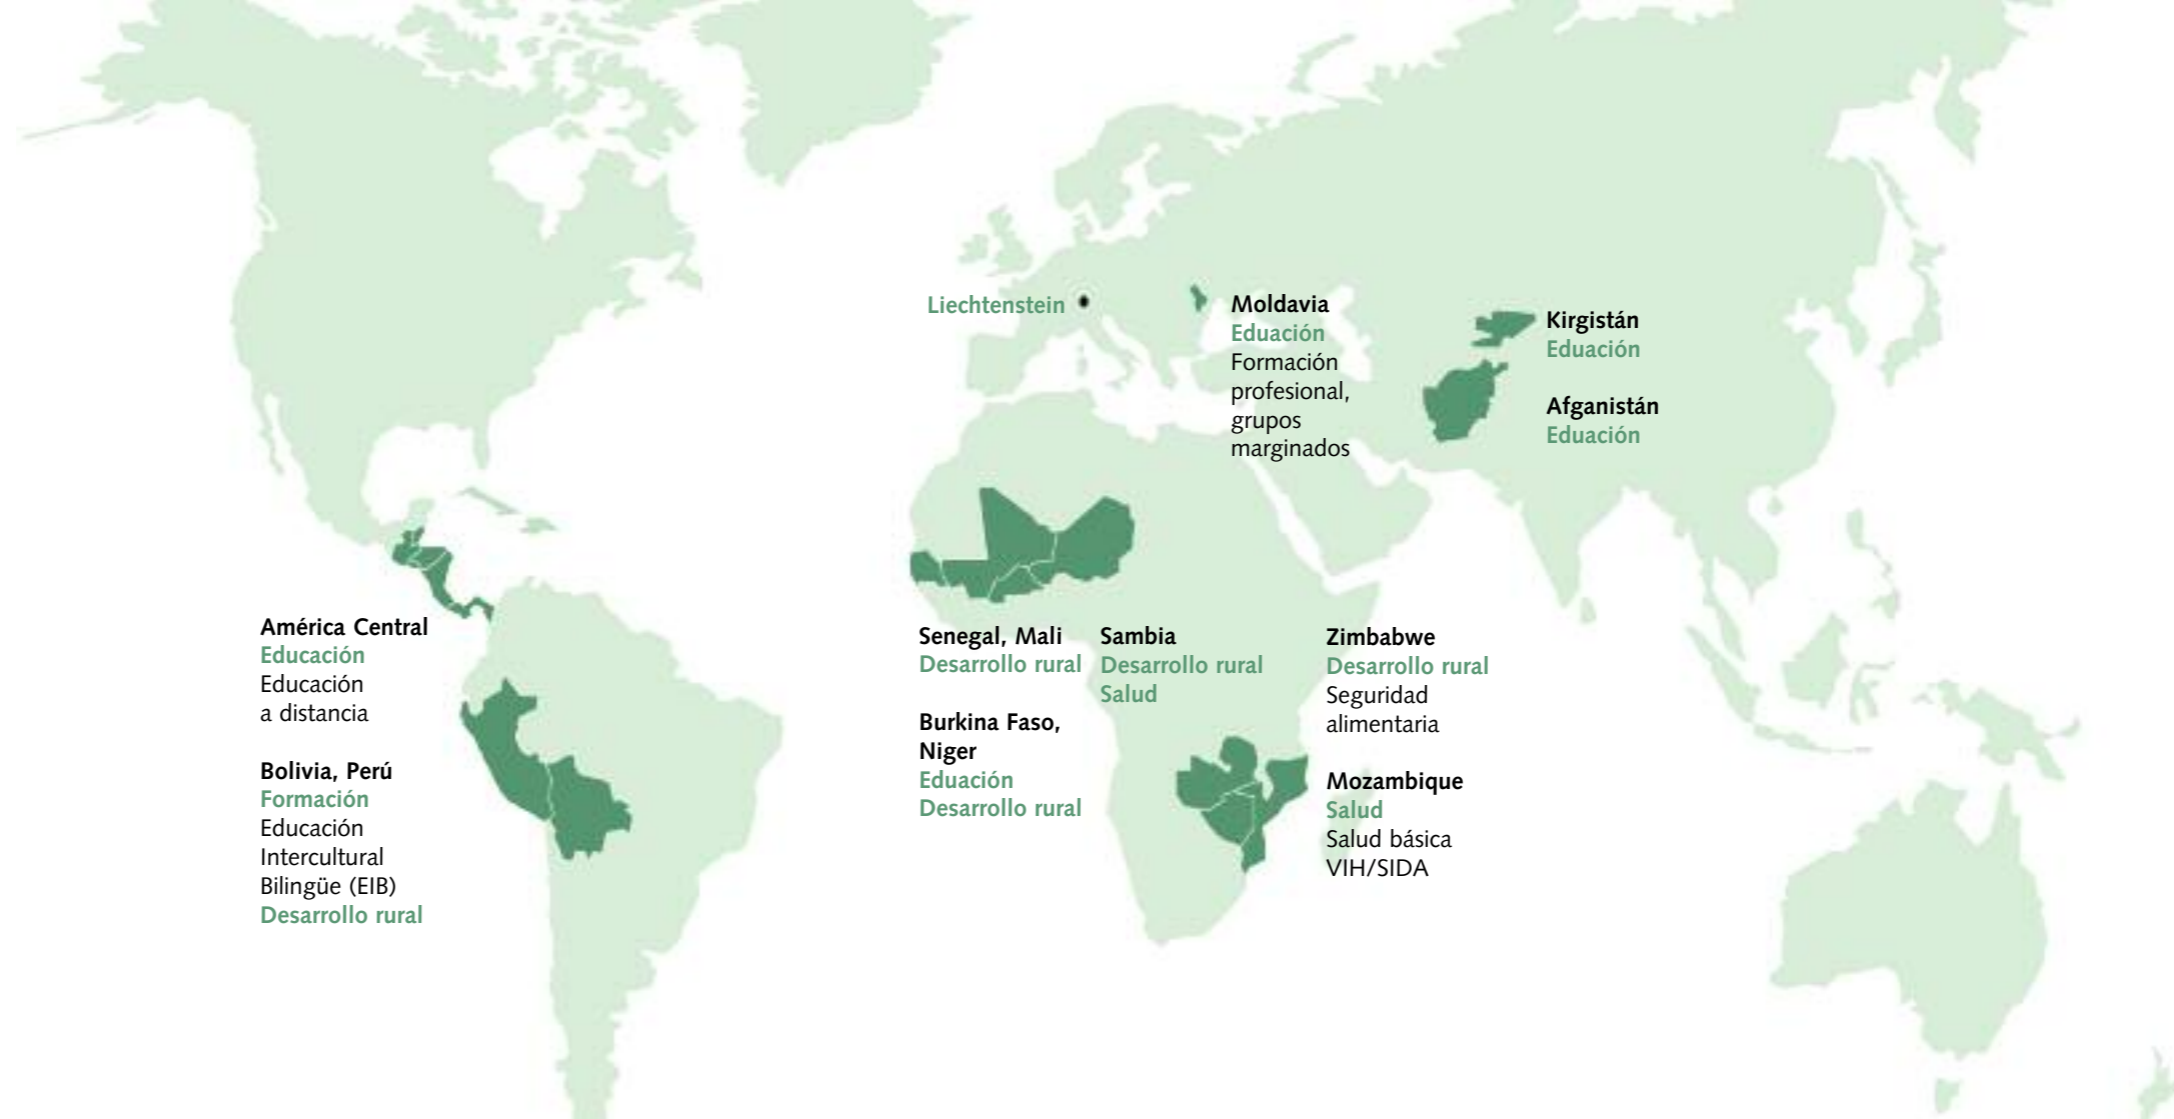 Liechtenstein
Moldavia
Eduación
Formación
profesional,
grupos
marginados
Kirgistán
Eduación
Afganistán
Eduación
América Central
Educación
Educación
a distancia
Bolivia, Perú
Formación
Educación
Intercultural
Bilingüe (EIB)
Desarrollo rural
Senegal, Mali
Desarrollo rural
Burkina Faso,
Niger
Eduación
Desarrollo rural
Sambia
Desarrollo rural
Salud
Zimbabwe
Desarrollo rural
Seguridad
alimentaria
Mozambique
Salud
Salud básica
VIH/SIDA